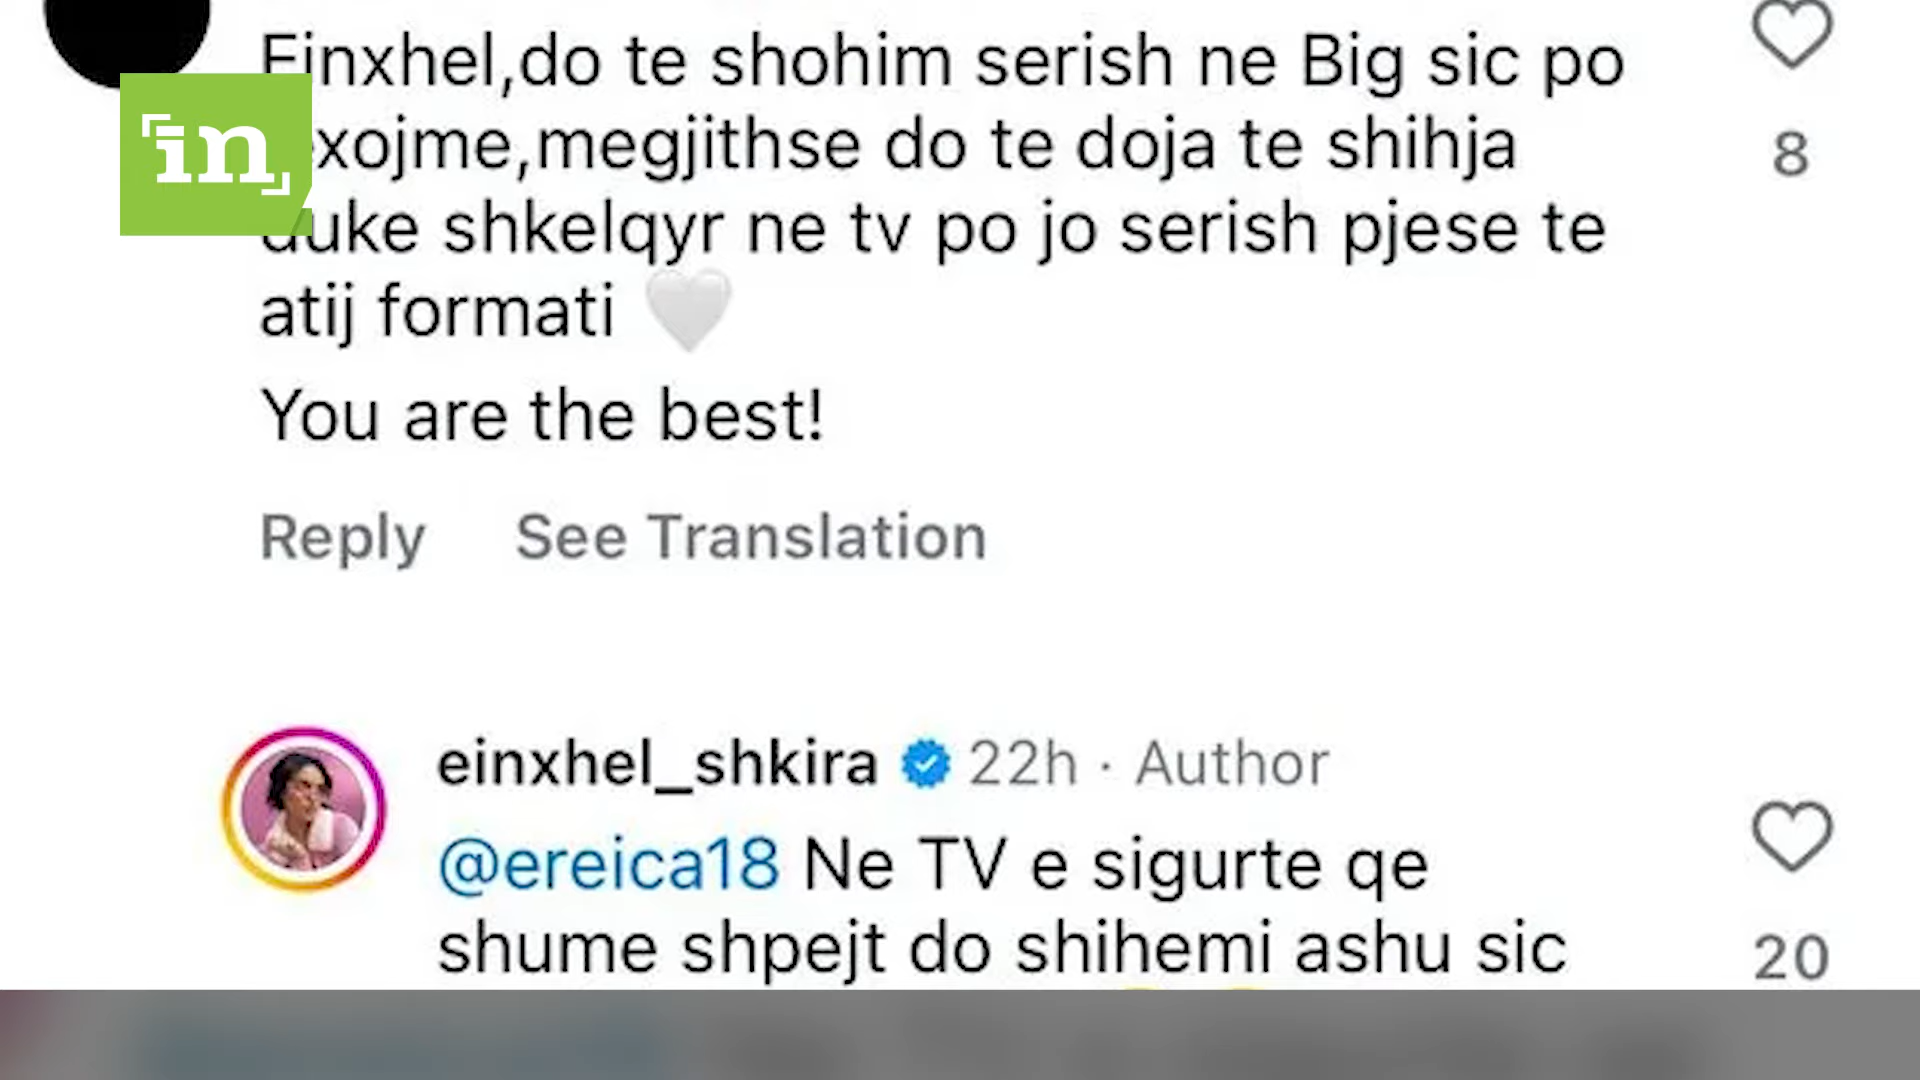 in
Einxhel,do te shohim serish ne Big sic po
exojme,megjithse do te doja te shihja
duke shkelqyr ne tv po jo serish pjese te
atij formati 🤍
You are the best!
Reply See Translation
8
einxhel_shkira 22h · Author
@ereica18 Ne TV e sigurte qe
shume shpejt do shihemi ashu sic
20